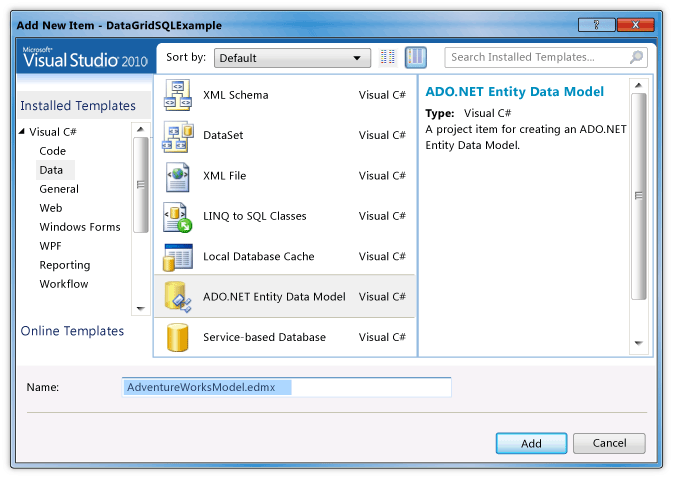 Add New Item - DataGridSQLExample
?
x
Microsoft®
Visual Studio 2010
Sort by:
Default
Search Installed Templates...
Installed Templates
Visual C#
Code
Data
General
Web
Windows Forms
WPF
Reporting
Workflow
Online Templates
XML Schema Visual C#
DataSet Visual C#
XML File Visual C#
LINQ to SQL Classes Visual C#
Local Database Cache Visual C#
ADO.NET Entity Data Model Visual C#
Service-based Database Visual C#
ADO.NET Entity Data Model
Type: Visual C#
A project item for creating an ADO.NET
Entity Data Model.
Name:
AdventureWorksModel.edmx
Add
Cancel